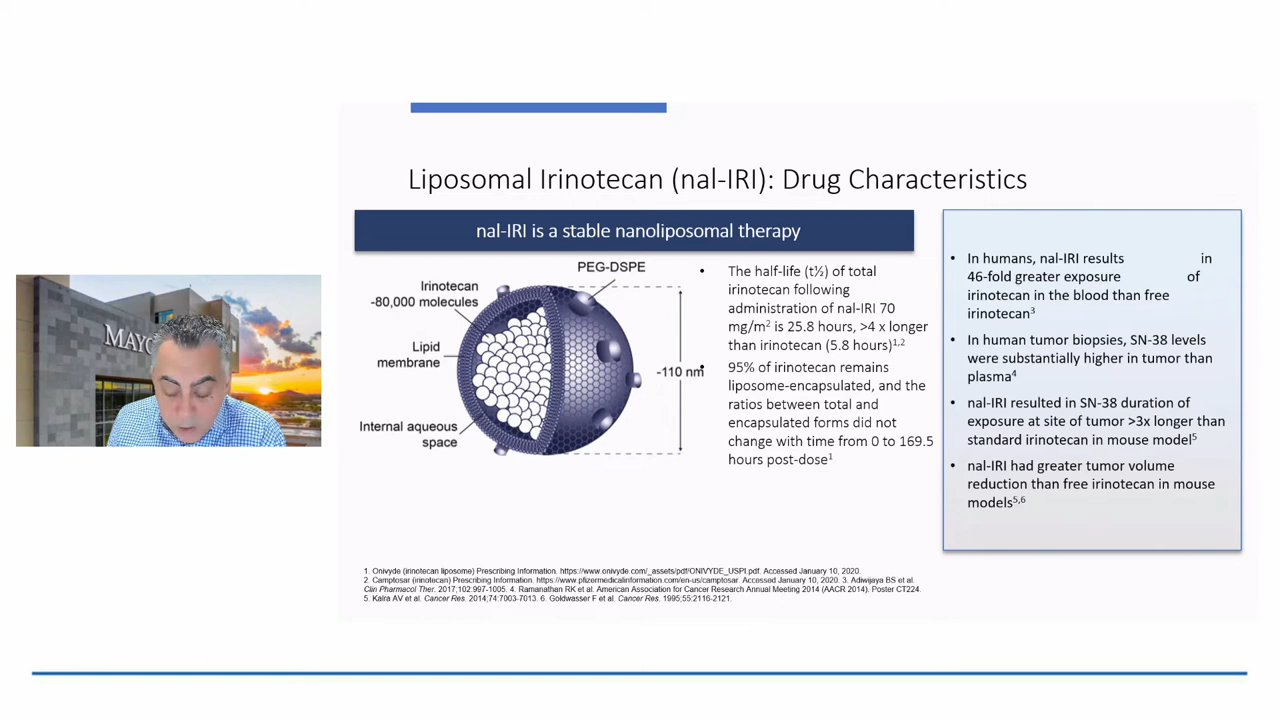 Liposomal Irinotecan (nal-IRI): Drug Characteristics
nal-IRI is a stable nanoliposomal therapy
PEG-DSPE
Irinotecan
~80,000 molecules
Lipid
membrane
Internal aqueous
space
~110 nm
• The half-life (t½) of total
irinotecan following
administration of nal-IRI 70
mg/m² is 25.8 hours, >4 x longer
than irinotecan (5.8 hours)¹,²
• 95% of irinotecan remains
liposome-encapsulated, and the
ratios between total and
encapsulated forms did not
change with time from 0 to 169.5
hours post-dose¹
• In humans, nal-IRI results in
46-fold greater exposure of
irinotecan in the blood than free
irinotecan³
• In human tumor biopsies, SN-38 levels
were substantially higher in tumor than
plasma⁴
• nal-IRI resulted in SN-38 duration of
exposure at site of tumor >3x longer than
standard irinotecan in mouse model⁵
• nal-IRI had greater tumor volume
reduction than free irinotecan in mouse
models⁵,⁶
MAYO
1. Onivyde (irinotecan liposome) Prescribing Information. https://www.onivyde.com/_assets/pdf/ONIVYDE_USPI.pdf. Accessed January 10, 2020.
2. Camptosar (irinotecan) Prescribing Information. https://www.pfizermedicalinformation.com/en-us/camptosar. Accessed January 10, 2020. 3. Adiwijaya BS et al.
Clin Pharmacol Ther. 2017;102:997-1005. 4. Ramanathan RK et al. American Association for Cancer Research Annual Meeting 2014 (AACR 2014). Poster CT224.
5. Kalra AV et al. Cancer Res. 2014;74:7003-7013. 6. Goldwasser F et al. Cancer Res. 1995;55:2116-2121.